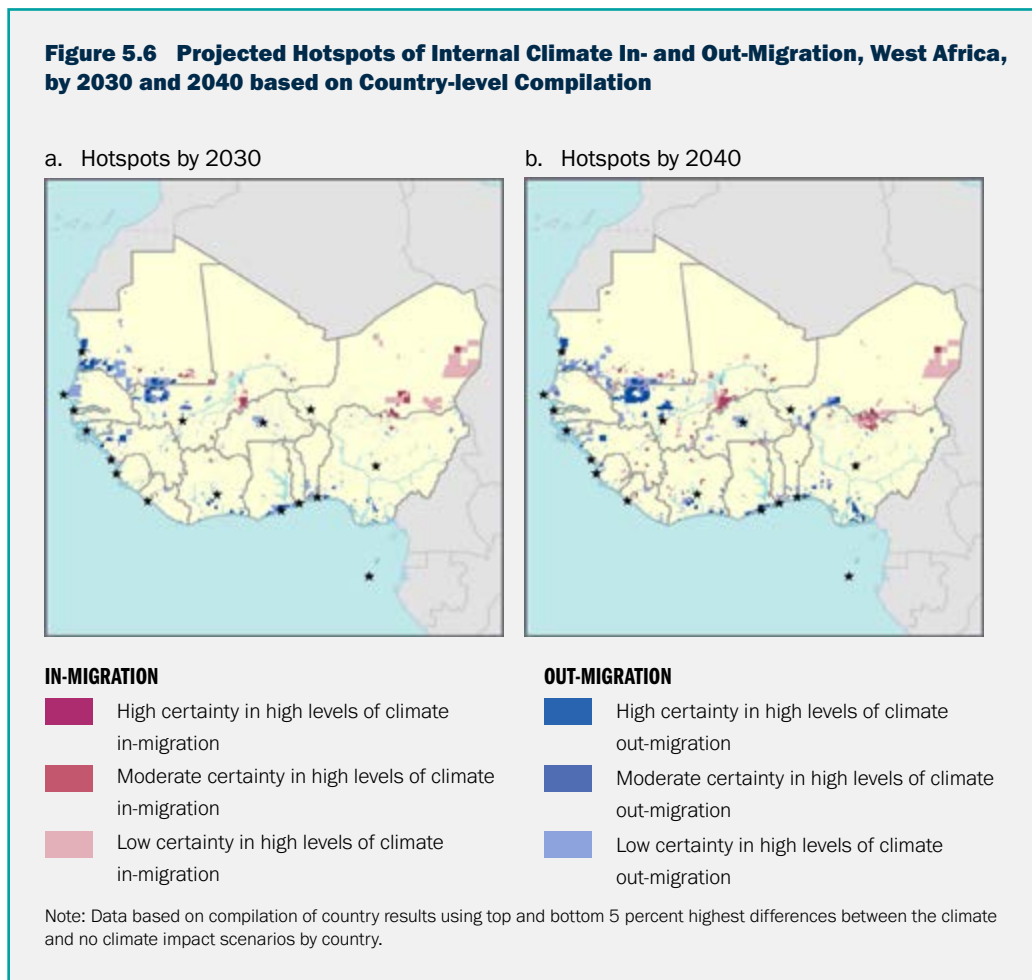 Figure 5.6 Projected Hotspots of Internal Climate In- and Out-Migration, West Africa,
by 2030 and 2040 based on Country-level Compilation
a. Hotspots by 2030
b. Hotspots by 2040
IN-MIGRATION
High certainty in high levels of climate
in-migration
Moderate certainty in high levels of climate
in-migration
Low certainty in high levels of climate
in-migration
OUT-MIGRATION
High certainty in high levels of climate
out-migration
Moderate certainty in high levels of climate
out-migration
Low certainty in high levels of climate
out-migration
Note: Data based on compilation of country results using top and bottom 5 percent highest differences between the climate
and no climate impact scenarios by country.